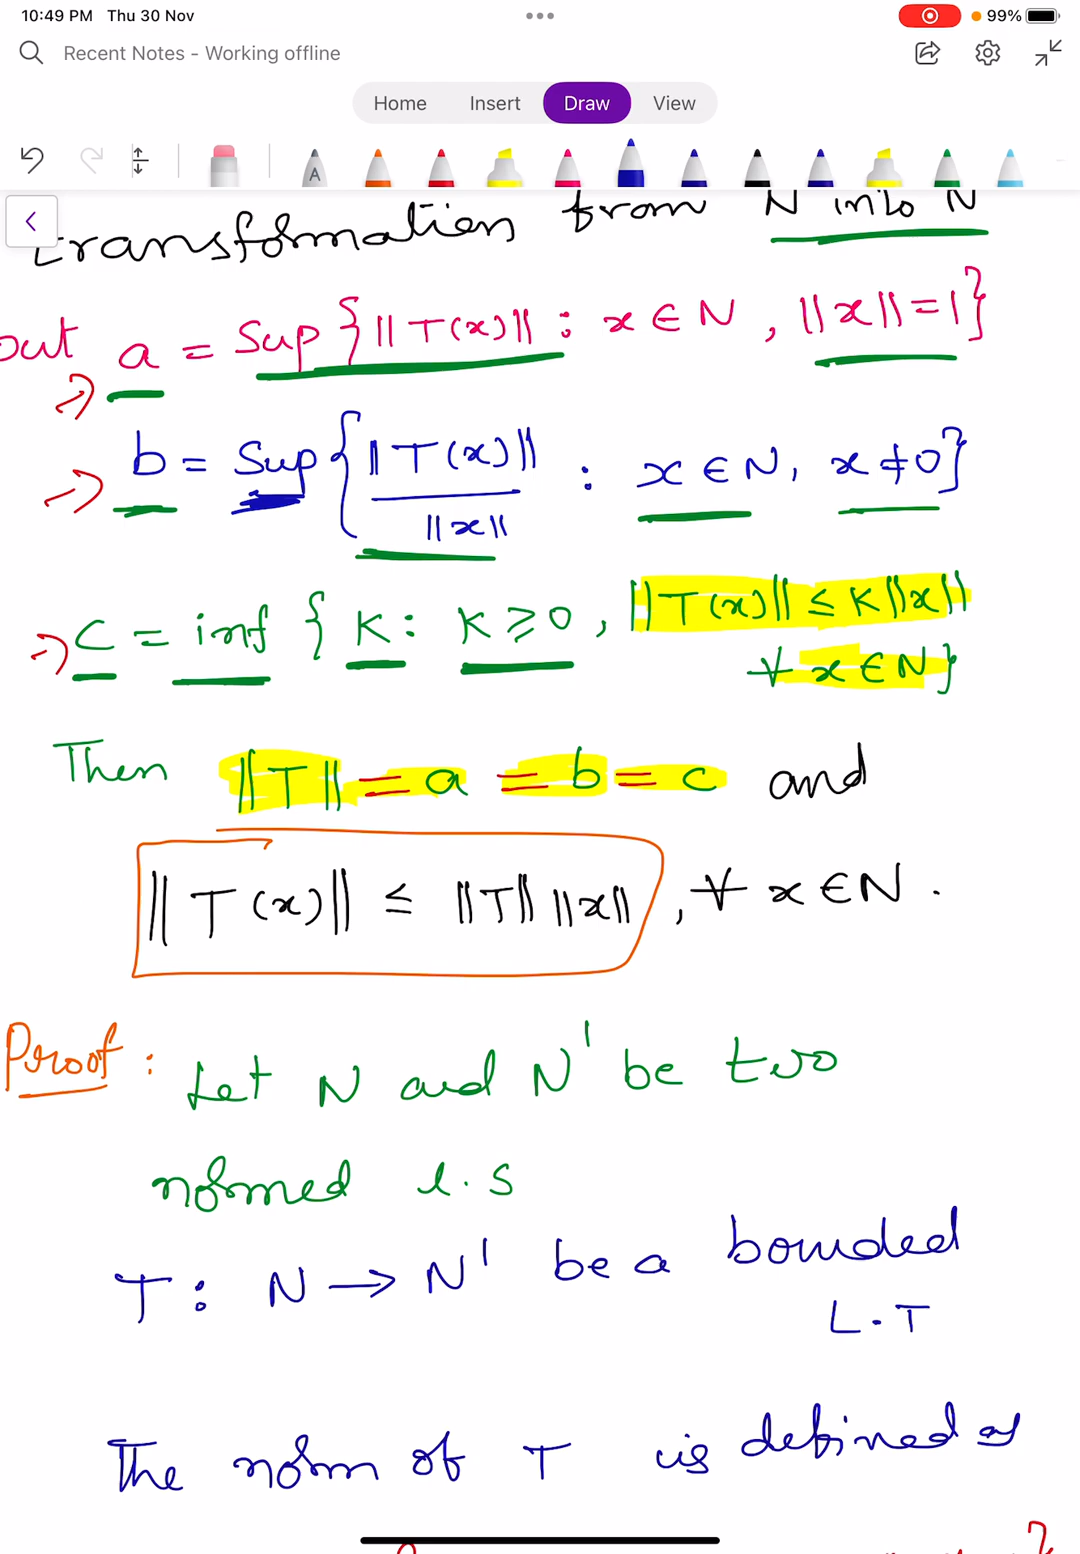 10:49 PM Thu 30 Nov
99%
Recent Notes - Working offline
Home Insert Draw View
A
transformation from N into N
put a = Sup { ||T(x)|| : x ∈ N, ||x|| = 1 }
b = Sup { ||T(x)|| / ||x|| : x ∈ N, x ≠ 0 }
c = inf { K : K ≥ 0, ||T(x)|| ≤ K||x||
∀ x ∈ N }
Then ||T|| = a = b = c and
||T(x)|| ≤ ||T|| ||x||, ∀ x ∈ N.
Proof : Let N and N' be two
normed l.s
T : N → N' be a bounded
L.T
The norm of T is defined as